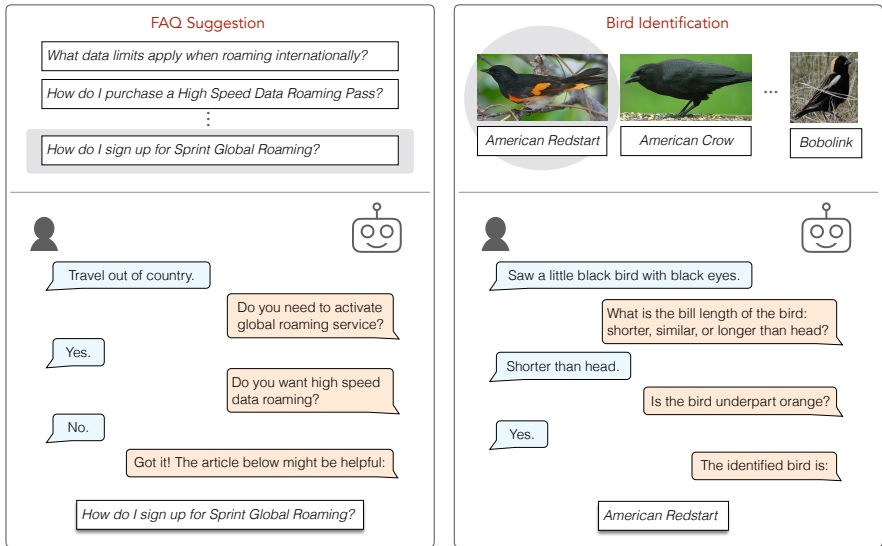 FAQ Suggestion
What data limits apply when roaming internationally?
How do I purchase a High Speed Data Roaming Pass?
⋮
How do I sign up for Sprint Global Roaming?
Travel out of country.
Do you need to activate
global roaming service?
Yes.
Do you want high speed
data roaming?
No.
Got it! The article below might be helpful:
How do I sign up for Sprint Global Roaming?
Bird Identification
...
American Redstart
American Crow
Bobolink
Saw a little black bird with black eyes.
What is the bill length of the bird:
shorter, similar, or longer than head?
Shorter than head.
Is the bird underpart orange?
Yes.
The identified bird is:
American Redstart